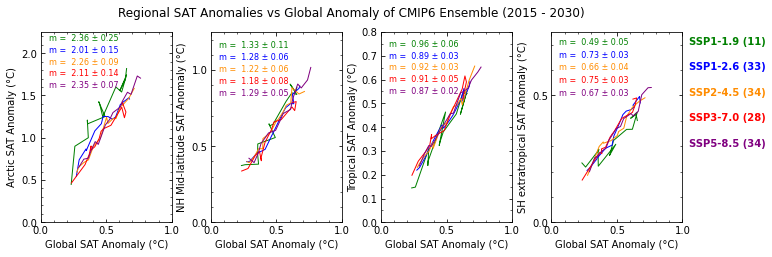 Regional SAT Anomalies vs Global Anomaly of CMIP6 Ensemble (2015 - 2030)
Arctic SAT Anomaly (°C)
2.0
1.5
1.0
0.5
0.0
m = 2.36 ± 0.25
m = 2.01 ± 0.15
m = 2.26 ± 0.09
m = 2.11 ± 0.14
m = 2.35 ± 0.07
0.0 0.5 1.0
Global SAT Anomaly (°C)
NH Mid-latitude SAT Anomaly (°C)
1.0
0.5
0.0
m = 1.33 ± 0.11
m = 1.28 ± 0.06
m = 1.22 ± 0.06
m = 1.18 ± 0.08
m = 1.29 ± 0.05
0.0 0.5 1.0
Global SAT Anomaly (°C)
Tropical SAT Anomaly (°C)
0.8
0.7
0.6
0.5
0.4
0.3
0.2
0.1
0.0
m = 0.96 ± 0.06
m = 0.89 ± 0.03
m = 0.92 ± 0.03
m = 0.91 ± 0.05
m = 0.87 ± 0.02
0.0 0.5 1.0
Global SAT Anomaly (°C)
SH extratropical SAT Anomaly (°C)
0.5
0.0
m = 0.49 ± 0.05
m = 0.73 ± 0.03
m = 0.66 ± 0.04
m = 0.75 ± 0.03
m = 0.67 ± 0.03
0.0 0.5 1.0
Global SAT Anomaly (°C)
SSP1-1.9 (11)
SSP1-2.6 (33)
SSP2-4.5 (34)
SSP3-7.0 (28)
SSP5-8.5 (34)